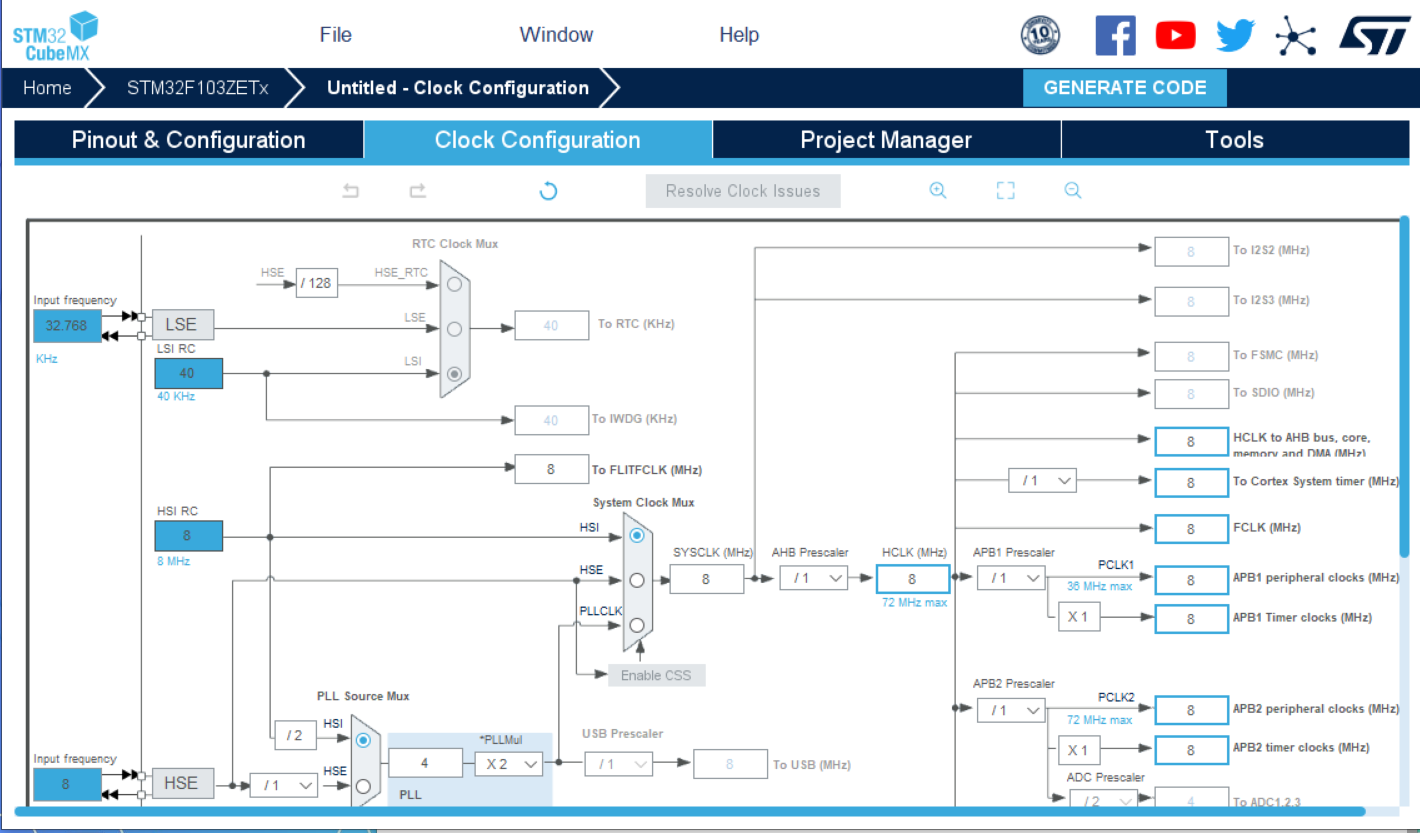 STM32
CubeMX
File
Window
Help
10
YEARS
ST
Home
STM32F103ZETx
Untitled - Clock Configuration
GENERATE CODE
Pinout & Configuration
Clock Configuration
Project Manager
Tools
Resolve Clock Issues
RTC Clock Mux
HSE
/ 128
HSE_RTC
8
To I2S2 (MHz)
Input frequency
32.768
KHz
LSE
LSE
40
To RTC (KHz)
8
To I2S3 (MHz)
LSI RC
40
40 KHz
LSI
8
To FSMC (MHz)
8
To SDIO (MHz)
40
To IWDG (KHz)
8
HCLK to AHB bus, core,
memory and DMA (MHz)
8
To FLITFCLK (MHz)
/ 1
8
To Cortex System timer (MHz)
System Clock Mux
HSI RC
8
8 MHz
HSI
8
FCLK (MHz)
HSE
SYSCLK (MHz)
8
AHB Prescaler
/ 1
HCLK (MHz)
8
72 MHz max
APB1 Prescaler
/ 1
PCLK1
36 MHz max
8
APB1 peripheral clocks (MHz)
PLLCLK
X 1
8
APB1 Timer clocks (MHz)
Enable CSS
PLL Source Mux
APB2 Prescaler
/ 1
PCLK2
72 MHz max
8
APB2 peripheral clocks (MHz)
/ 2
HSI
*PLLMul
USB Prescaler
X 1
8
APB2 timer clocks (MHz)
Input frequency
8
HSE
/ 1
HSE
4
X 2
PLL
/ 1
8
To USB (MHz)
ADC Prescaler
/ 2
4
To ADC1,2,3